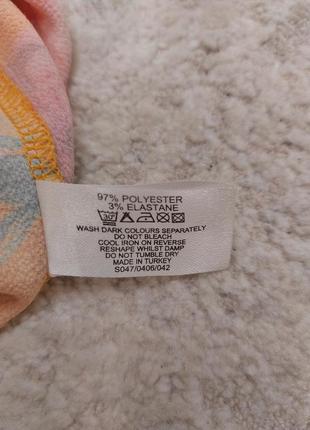 97% POLYESTER
3% ELASTANE
30°
WASH DARK COLOURS SEPARATELY
DO NOT BLEACH
COOL IRON ON REVERSE
RESHAPE WHILST DAMP
DO NOT TUMBLE DRY
MADE IN TURKEY
S047/0406/042